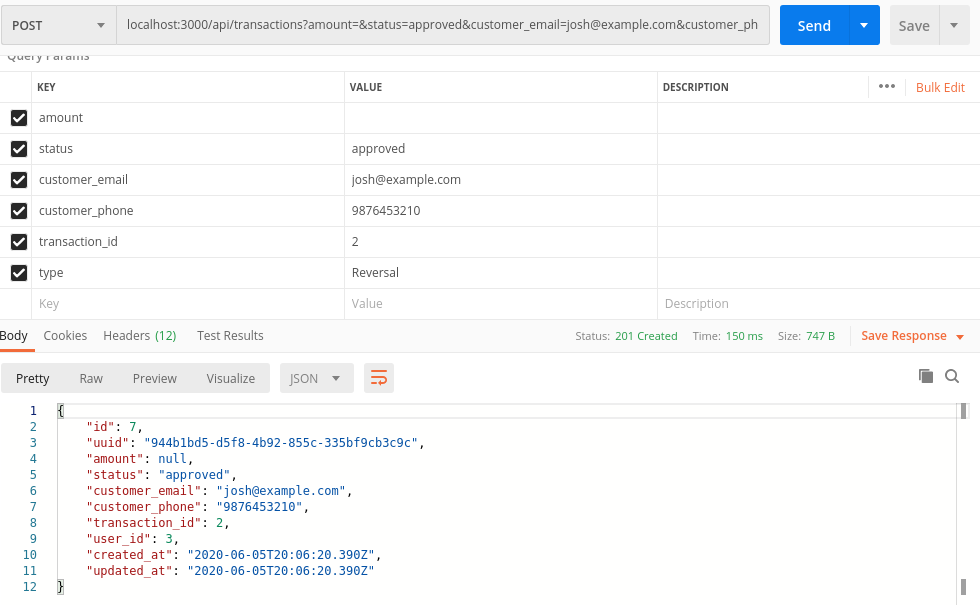 POST localhost:3000/api/transactions?amount=&status=approved&customer_email=josh@example.com&customer_ph Send Save
Query Params
KEY VALUE DESCRIPTION ••• Bulk Edit
amount
status approved
customer_email josh@example.com
customer_phone 9876453210
transaction_id 2
type Reversal
Key Value Description
Body Cookies Headers (12) Test Results Status: 201 Created Time: 150 ms Size: 747 B Save Response
Pretty Raw Preview Visualize JSON
1 {
2 "id": 7,
3 "uuid": "944b1bd5-d5f8-4b92-855c-335bf9cb3c9c",
4 "amount": null,
5 "status": "approved",
6 "customer_email": "josh@example.com",
7 "customer_phone": "9876453210",
8 "transaction_id": 2,
9 "user_id": 3,
10 "created_at": "2020-06-05T20:06:20.390Z",
11 "updated_at": "2020-06-05T20:06:20.390Z"
12 }